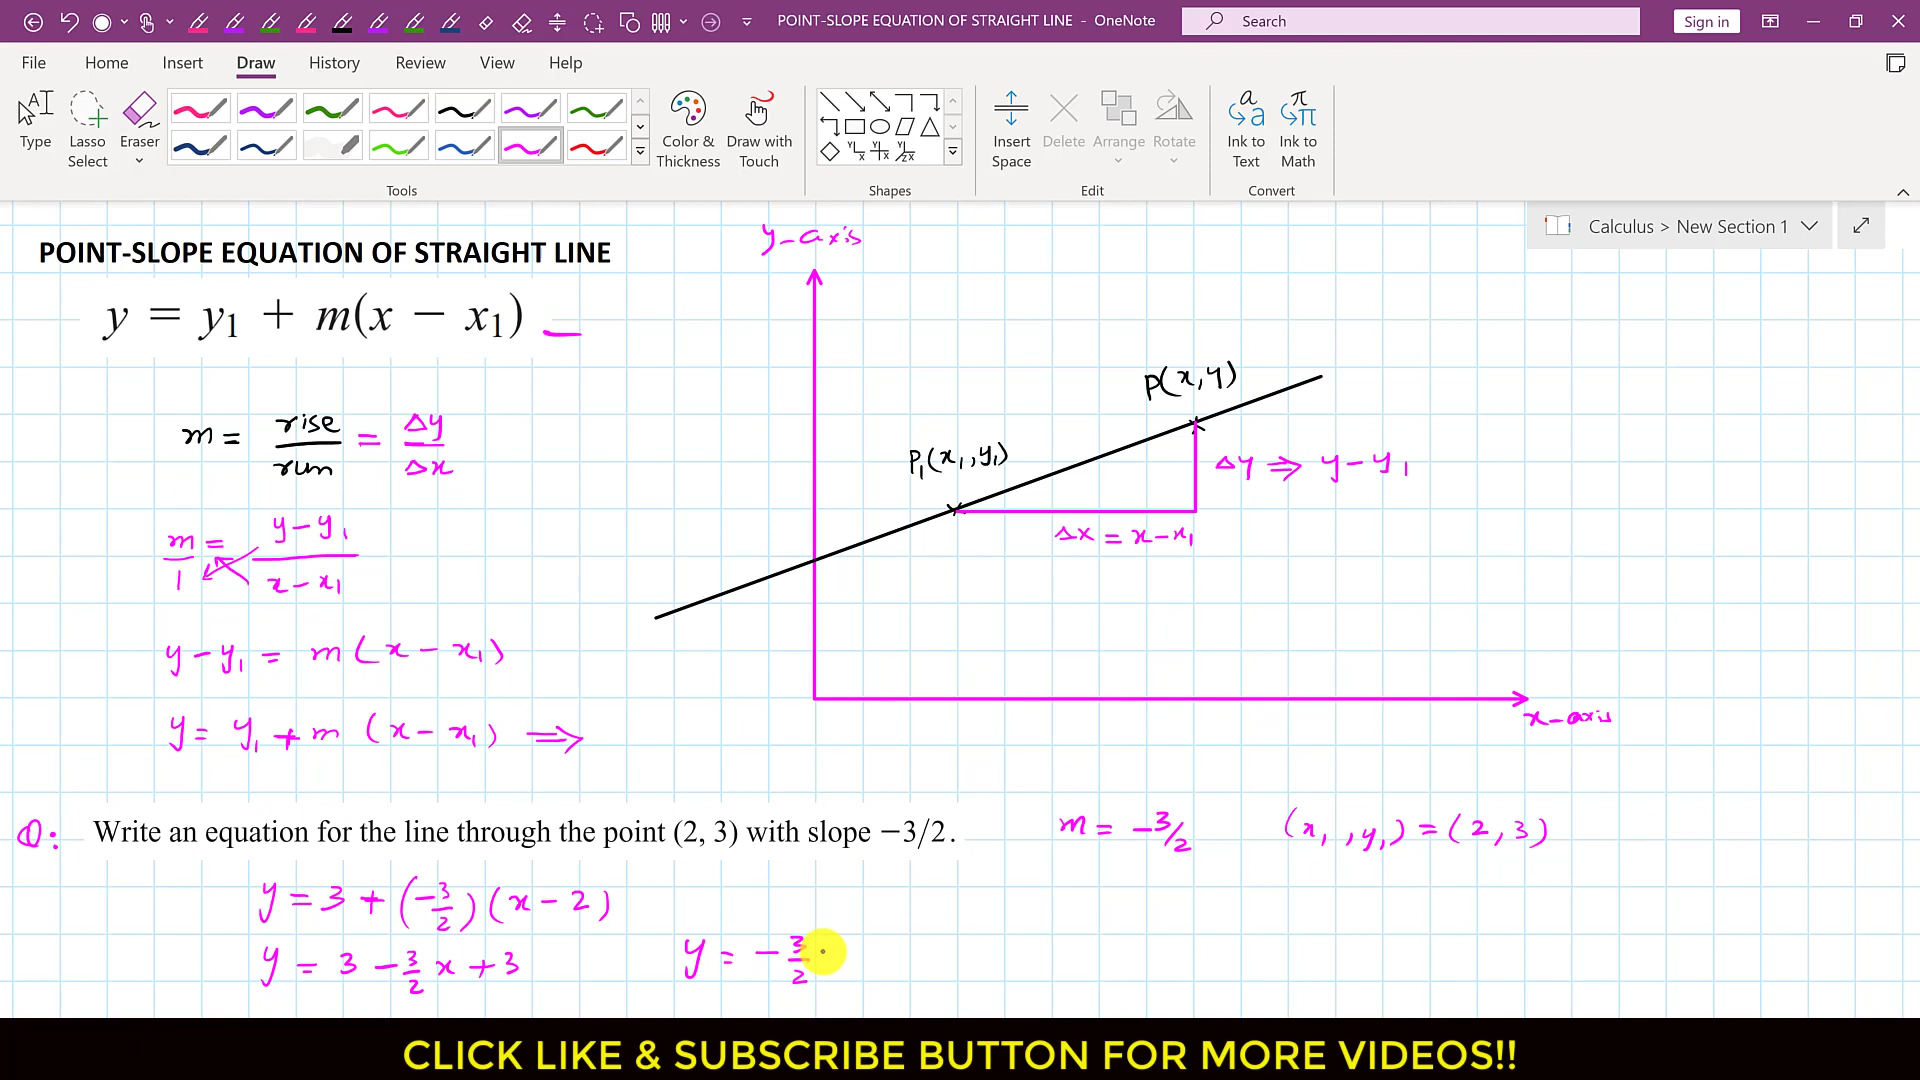 POINT-SLOPE EQUATION OF STRAIGHT LINE - OneNote
Search
Sign in
File Home Insert Draw History Review View Help
Type
Lasso Select
Eraser
Color & Thickness
Draw with Touch
Insert Space
Delete
Arrange
Rotate
Ink to Text
Ink to Math
Tools
Shapes
Edit
Convert
Calculus > New Section 1
POINT-SLOPE EQUATION OF STRAIGHT LINE
y = y₁ + m(x − x₁)
m = rise/run = Δy/Δx
m/1 = (y−y₁)/(x−x₁)
y−y₁ = m(x−x₁)
y = y₁ + m (x−x₁) ⇒
y-axis
P(x,y)
P₁(x₁,y₁)
Δy ⇒ y−y₁
Δx = x−x₁
x-axis
Q: Write an equation for the line through the point (2, 3) with slope −3/2.
m = −3/2 (x₁,y₁) = (2,3)
y = 3 + (−3/2)(x−2)
y = 3 − 3/2 x + 3
y = − 3/2
CLICK LIKE & SUBSCRIBE BUTTON FOR MORE VIDEOS!!